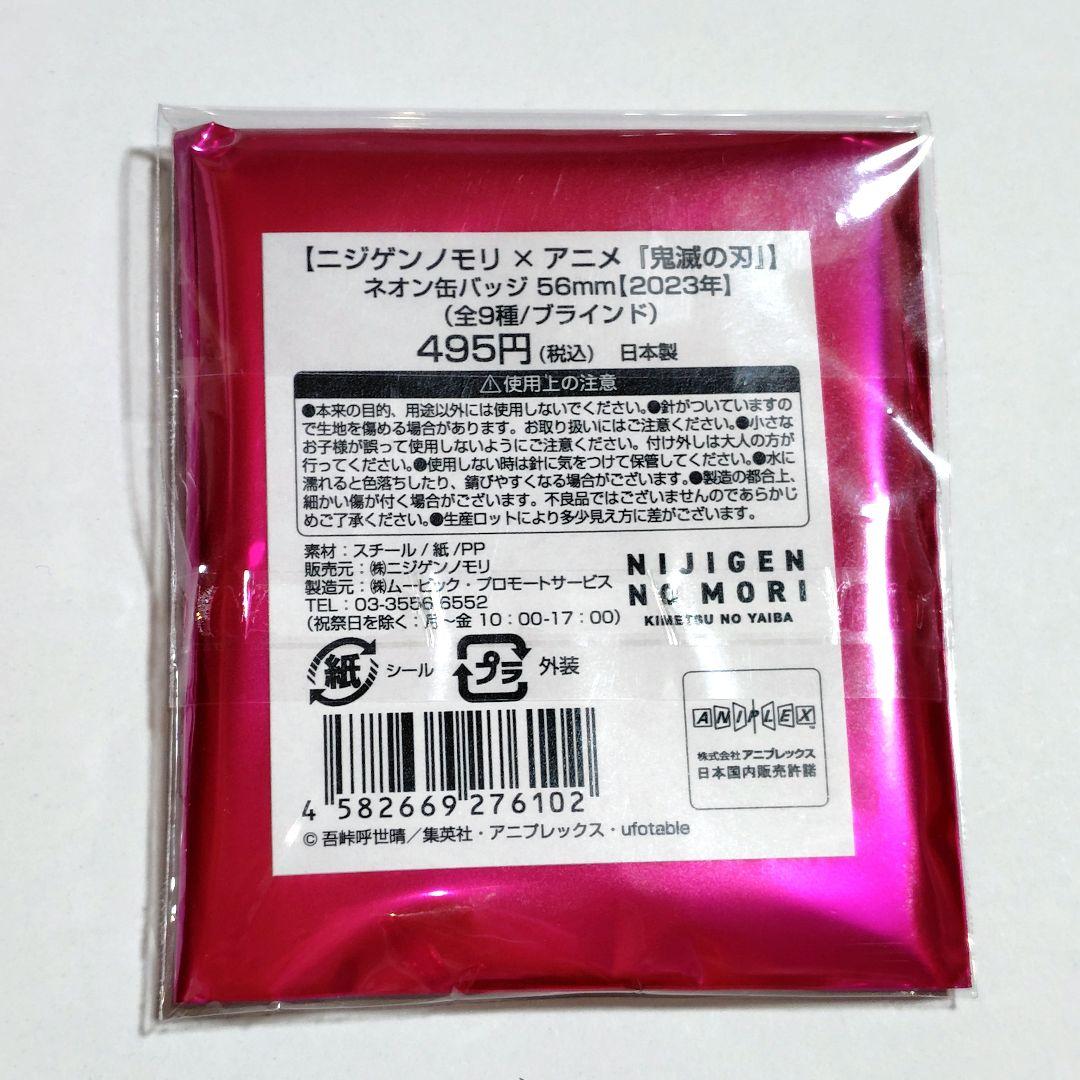 【ニジゲンノモリ × アニメ「鬼滅の刃」】
ネオン缶バッジ 56mm【2023年】
（全9種/ブラインド）
495円（税込） 日本製
⚠使用上の注意
●本来の目的、用途以外には使用しないでください。●針がついていますの
で生地を傷める場合があります。お取り扱いにはご注意ください。●小さな
お子様が誤って使用しないようにご注意ください。付け外しは大人の方が
行ってください。●使用しない時は針に気をつけて保管してください。●水に
濡れると色落ちしたり、錆びやすくなる場合がございます。●製造の都合上、
細かい傷が付く場合がございます。不良品ではございませんのであらかじ
めご了承ください。●生産ロットにより多少見え方に差がございます。
素材：スチール / 紙 /PP
販売元：㈱ニジゲンノモリ
製造元：㈱ムービック・プロモートサービス
TEL：03-3556-6552
（祝祭日を除く：月～金 10：00-17：00）
NIJIGEN
NO MORI
KIMETSU NO YAIBA
紙 シール プラ 外装
ANIPLEX™
株式会社 アニプレックス
日本国内販売許諾
4 582669 276102
© 吾峠呼世晴／集英社・アニプレックス・ufotable